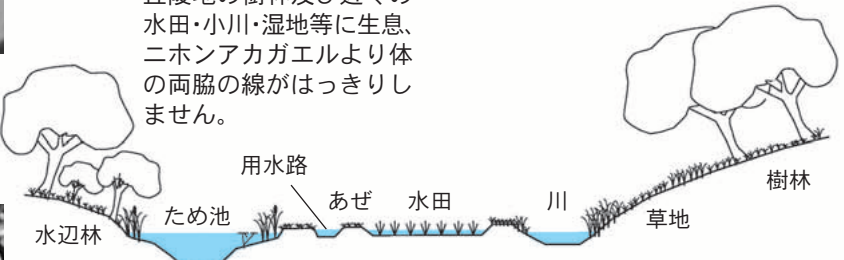 水田・小川・湿地等に生息、
ニホンアカガエルより体
の両脇の線がはっきりし
ません。
用水路
水辺林
ため池
あぜ
水田
川
草地
樹林